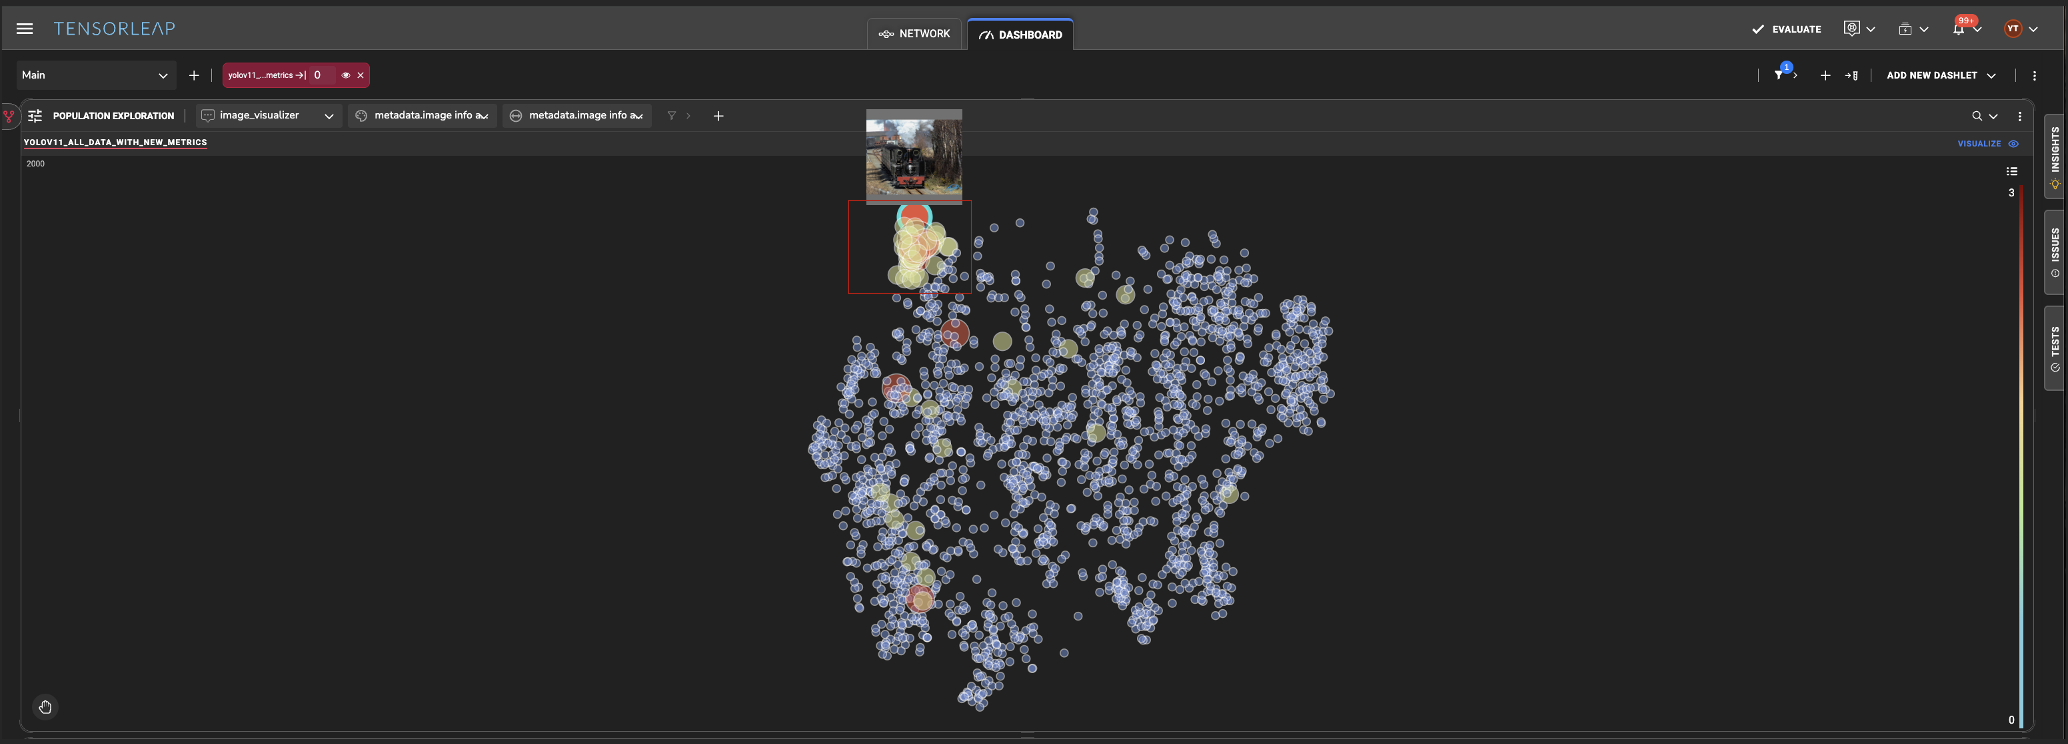 TENSORLEAP
NETWORK
DASHBOARD
EVALUATE
99+
YT
Main
yolov11_...metrics
0
1
ADD NEW DASHLET
POPULATION EXPLORATION
image_visualizer
metadata.image info a
metadata.image info a
YOLOV11_ALL_DATA_WITH_NEW_METRICS
VISUALIZE
2000
3
0
INSIGHTS
ISSUES
TESTS